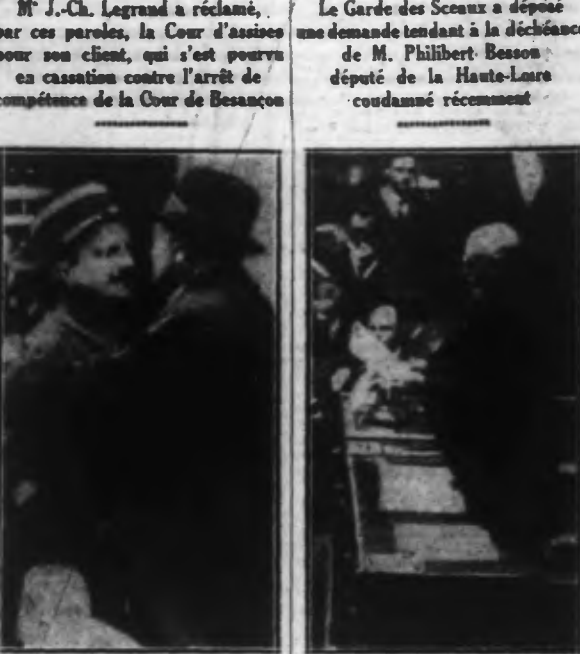 Mᵉ J.-Ch. Legrand a réclamé,
par ces paroles, la Cour d'assises
pour son client, qui s'est pourvu
en cassation contre l'arrêt de
compétence de la Cour de Besançon
Le Garde des Sceaux a déposé
une demande tendant à la déchéance
de M. Philibert Besson
député de la Haute-Loire
coudamné récemment